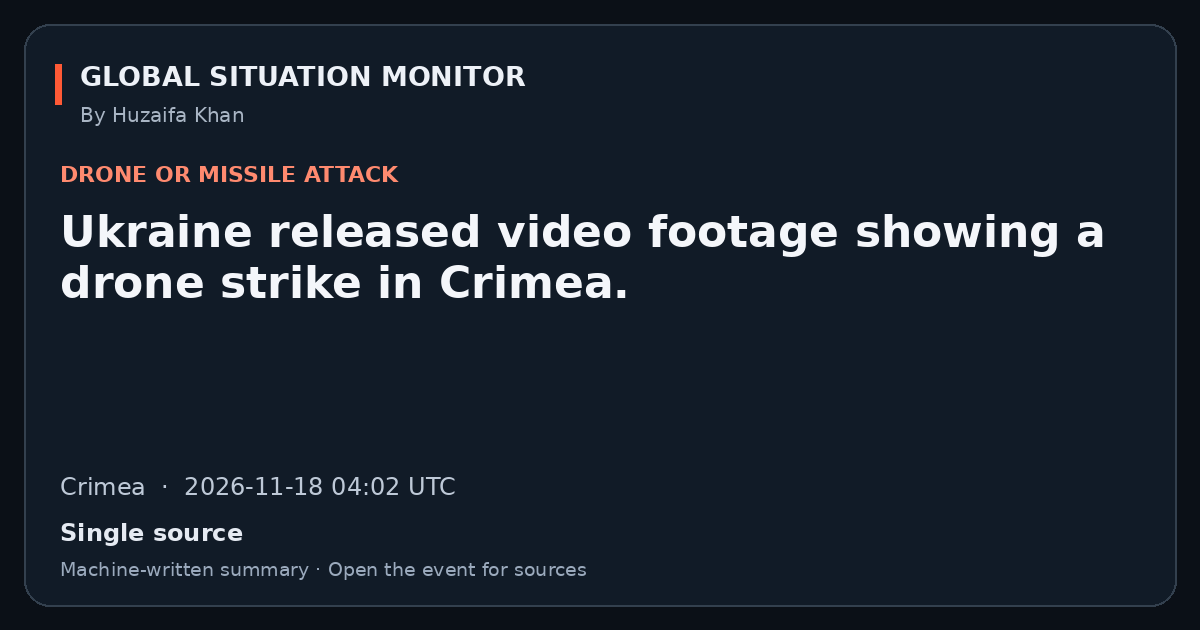 GLOBAL SITUATION MONITOR
By Huzaifa Khan
DRONE OR MISSILE ATTACK
Ukraine released video footage showing a
drone strike in Crimea.
Crimea · 2026-11-18 04:02 UTC
Single source
Machine-written summary · Open the event for sources